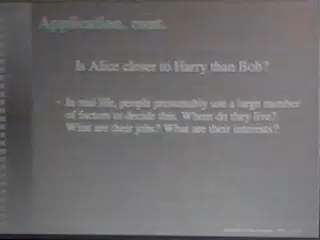 Application, cont.
Is Alice closer to Harry than Bob?
• In real life, people presumably use a large number
of factors to decide this. Where do they live?
What are their jobs? What are their interests?